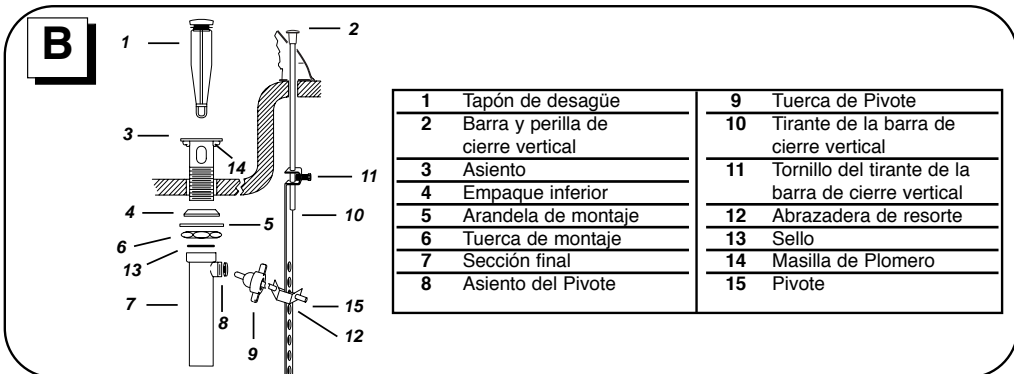 B
1
2
3
14
11
4
5
10
6
13
7
8
9
15
12
1 Tapón de desagüe
2 Barra y perilla de
cierre vertical
3 Asiento
4 Empaque inferior
5 Arandela de montaje
6 Tuerca de montaje
7 Sección final
8 Asiento del Pivote
9 Tuerca de Pivote
10 Tirante de la barra de
cierre vertical
11 Tornillo del tirante de la
barra de cierre vertical
12 Abrazadera de resorte
13 Sello
14 Masilla de Plomero
15 Pivote